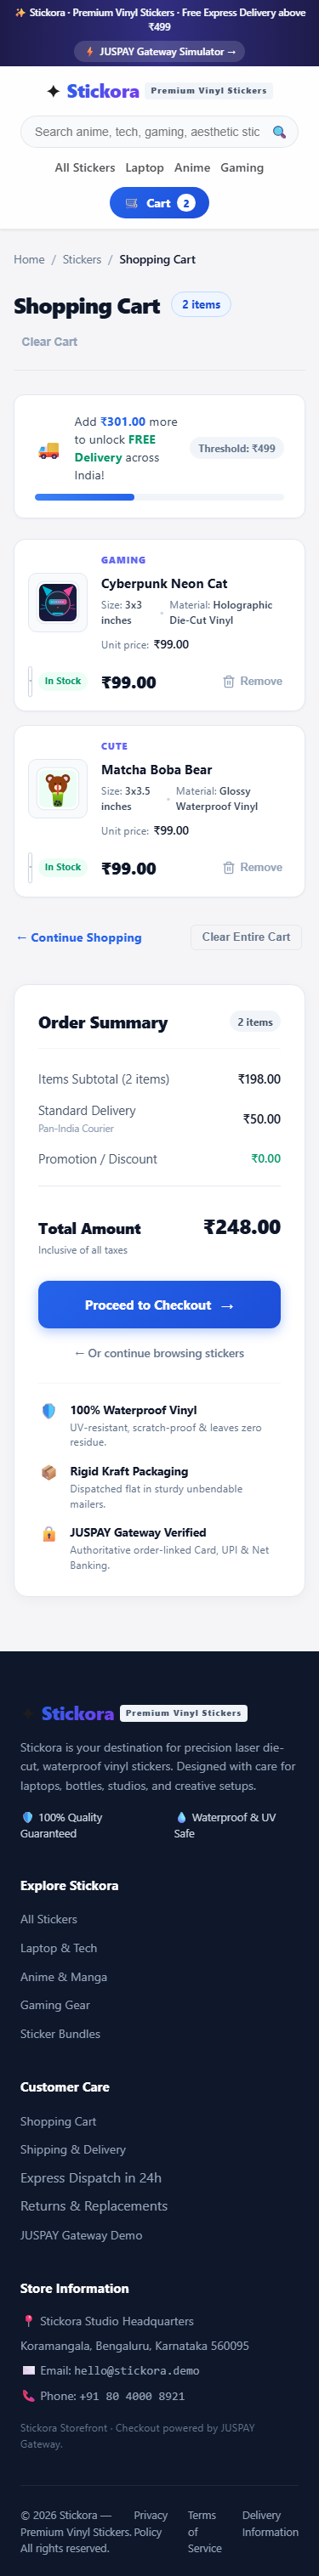 ✨ Stickora · Premium Vinyl Stickers · Free Express Delivery above
₹499
⚡ JUSPAY Gateway Simulator →
✦ Stickora Premium Vinyl Stickers
Search anime, tech, gaming, aesthetic stic
All Stickers Laptop Anime Gaming
Cart 2
Home / Stickers / Shopping Cart
Shopping Cart 2 items
Clear Cart
Add ₹301.00 more
to unlock FREE
Delivery across
India!
Threshold: ₹499
GAMING
Cyberpunk Neon Cat
Size: 3x3 inches • Material: Holographic Die-Cut Vinyl
Unit price: ₹99.00
In Stock ₹99.00 Remove
CUTE
Matcha Boba Bear
Size: 3x3.5 inches • Material: Glossy Waterproof Vinyl
Unit price: ₹99.00
In Stock ₹99.00 Remove
← Continue Shopping Clear Entire Cart
Order Summary 2 items
Items Subtotal (2 items) ₹198.00
Standard Delivery ₹50.00
Pan-India Courier
Promotion / Discount ₹0.00
Total Amount ₹248.00
Inclusive of all taxes
Proceed to Checkout →
← Or continue browsing stickers
100% Waterproof Vinyl
UV-resistant, scratch-proof & leaves zero
residue.
Rigid Kraft Packaging
Dispatched flat in sturdy unbendable
mailers.
JUSPAY Gateway Verified
Authoritative order-linked Card, UPI & Net
Banking.
✦ Stickora Premium Vinyl Stickers
Stickora is your destination for precision laser die-
cut, waterproof vinyl stickers. Designed with care for
laptops, bottles, studios, and creative setups.
100% Quality Guaranteed
Waterproof & UV Safe
Explore Stickora
All Stickers
Laptop & Tech
Anime & Manga
Gaming Gear
Sticker Bundles
Customer Care
Shopping Cart
Shipping & Delivery
Express Dispatch in 24h
Returns & Replacements
JUSPAY Gateway Demo
Store Information
Stickora Studio Headquarters
Koramangala, Bengaluru, Karnataka 560095
Email: hello@stickora.demo
Phone: +91 80 4000 8921
Stickora Storefront · Checkout powered by JUSPAY
Gateway.
© 2026 Stickora —
Premium Vinyl Stickers.
All rights reserved.
Privacy
Policy
Terms
of
Service
Delivery
Information